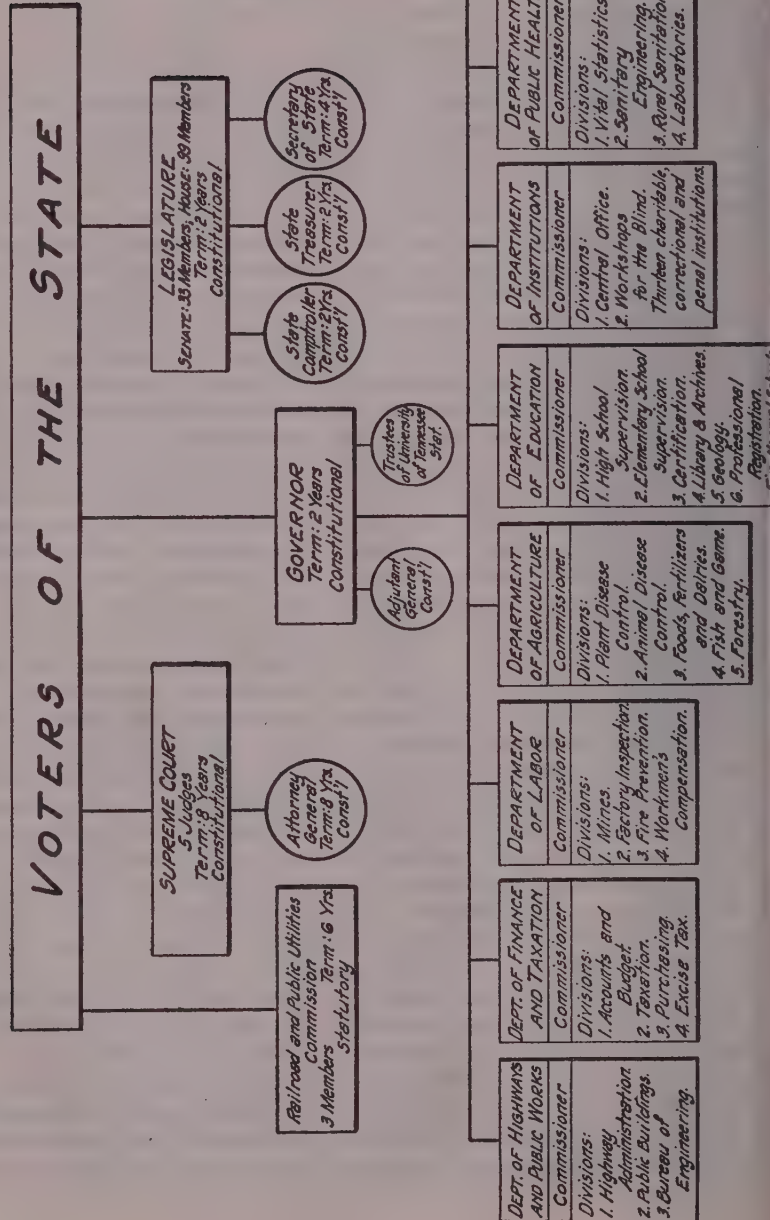 VOTERS OF THE STATE
Railroad and Public Utilities
Commission
3 Members Term: 6 Yrs.
Statutory
SUPREME COURT
5 Judges
Term: 8 Years
Constitutional
Attorney
General
Term: 8 Yrs.
Const'l
GOVERNOR
Term: 2 Years
Constitutional
Adjutant
General
Const'l
Trustees
of University
of Tennessee
Stat.
LEGISLATURE
SENATE: 33 Members; HOUSE: 99 Members
Term: 2 Years
Constitutional
State
Comptroller
Term: 2 Yrs.
Const'l
State
Treasurer
Term: 2 Yrs.
Const'l
Secretary
of State
Term: 4 Yrs.
Const'l
DEPT. OF HIGHWAYS
AND PUBLIC WORKS
Commissioner
Divisions:
1. Highway
Administration.
2. Public Buildings.
3. Bureau of
Engineering.
DEPT. OF FINANCE
AND TAXATION
Commissioner
Divisions:
1. Accounts and
Budget.
2. Taxation.
3. Purchasing.
4. Excise Tax.
DEPARTMENT
OF LABOR
Commissioner
Divisions:
1. Mines.
2. Factory Inspection.
3. Fire Prevention.
4. Workmen's
Compensation.
DEPARTMENT
OF AGRICULTURE
Commissioner
Divisions:
1. Plant Disease
Control.
2. Animal Disease
Control.
3. Foods, Fertilizers
and Dairies.
4. Fish and Game.
5. Forestry.
DEPARTMENT
OF EDUCATION
Commissioner
Divisions:
1. High School
Supervision.
2. Elementary School
Supervision.
3. Certification.
4. Library & Archives.
5. Geology.
6. Professional
Registration.
DEPARTMENT
OF INSTITUTIONS
Commissioner
Divisions:
1. Central Office.
2. Workshops
for the Blind.
Thirteen charitable,
correctional and
penal institutions.
DEPARTMENT
OF PUBLIC HEALT
Commissioner
Divisions:
1. Vital Statistics
2. Sanitary
Engineering.
3. Rural Sanitatio
4. Laboratories.